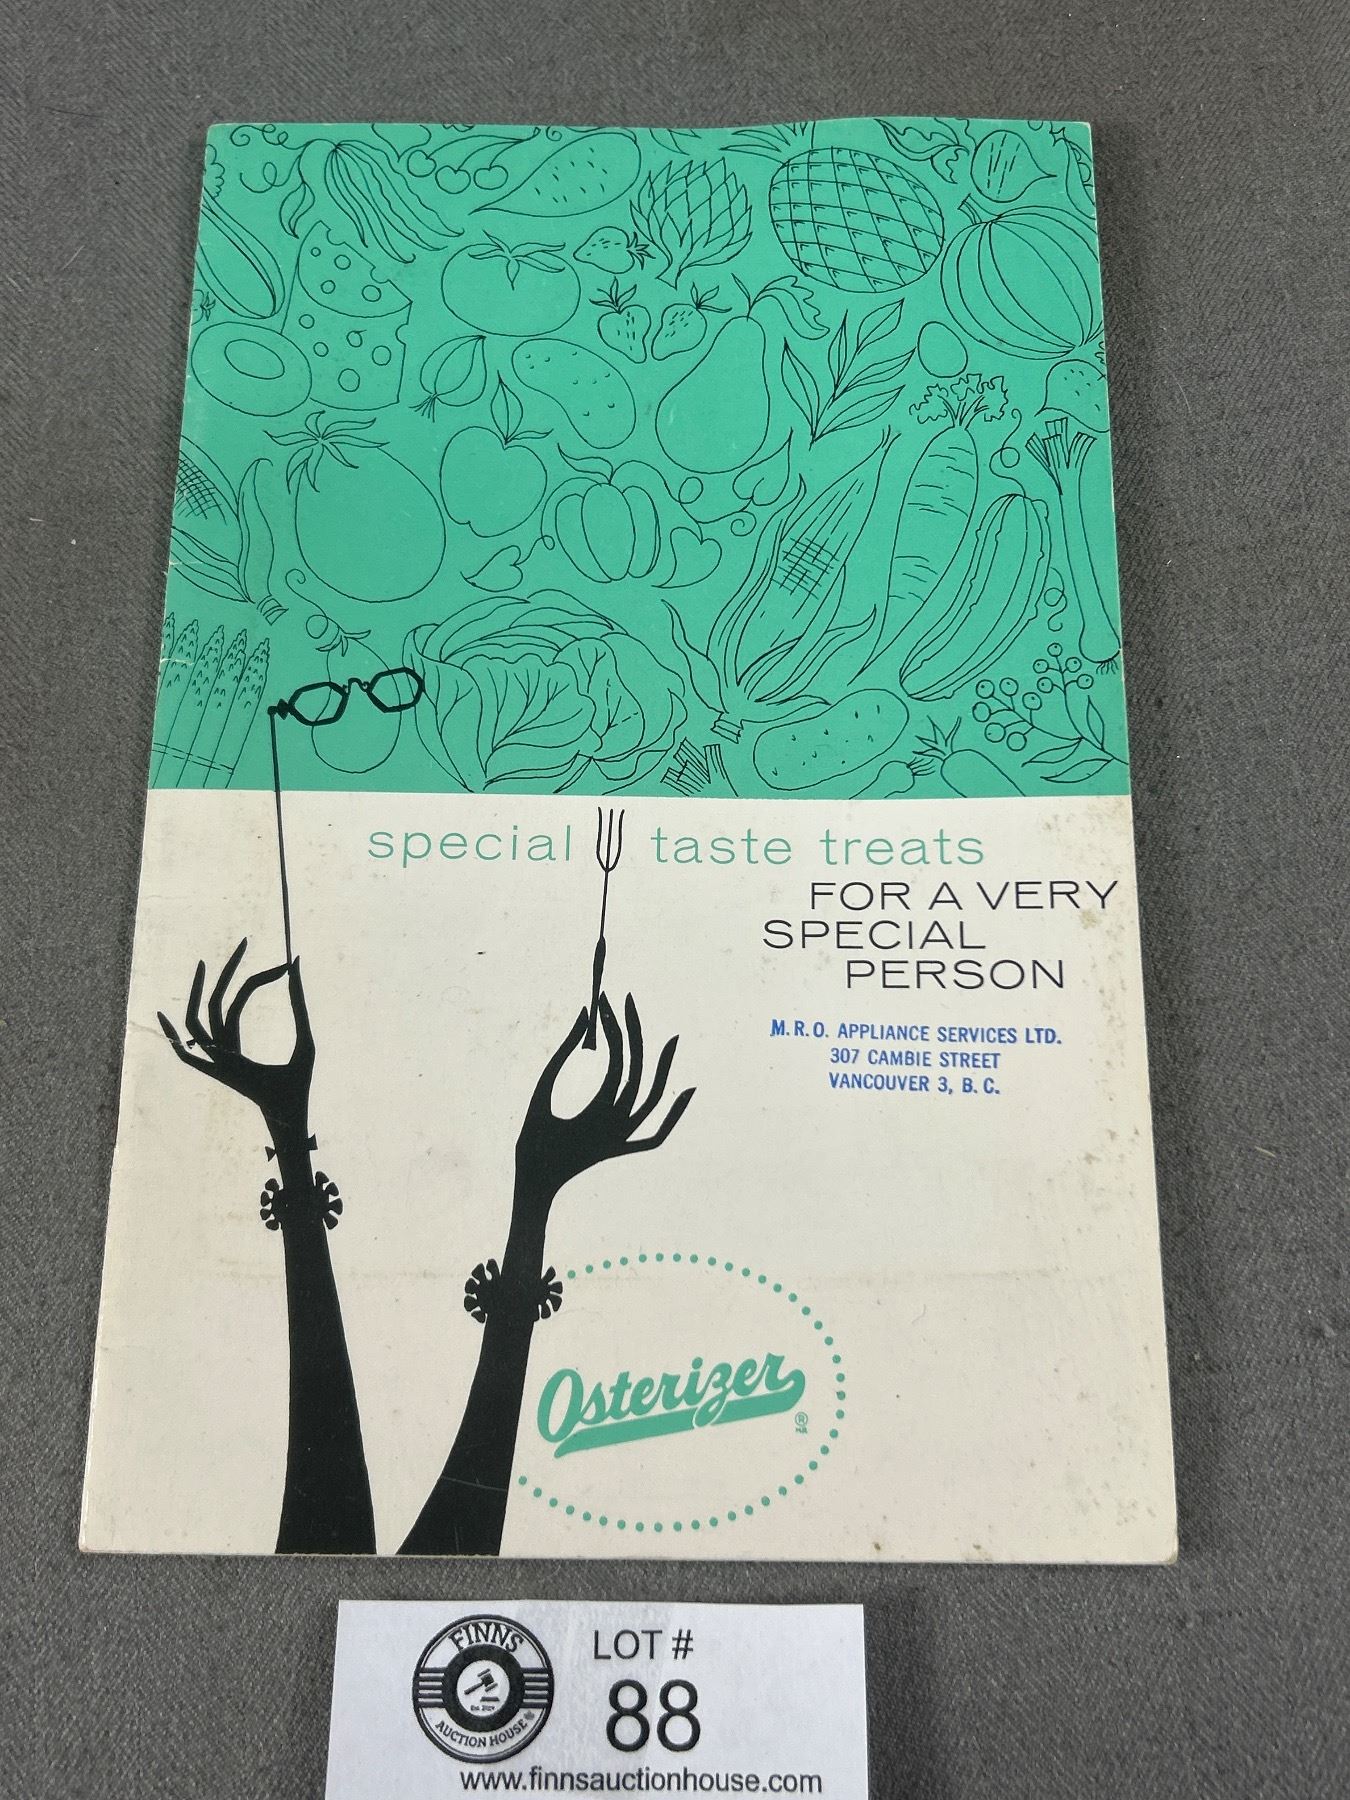 special taste treats
FOR A VERY
SPECIAL
PERSON
M.R.O. APPLIANCE SERVICES LTD.
307 CAMBIE STREET
VANCOUVER 3, B.C.
Osterizer
®
FINNS
AUCTION HOUSE
LOT #
88
www.finnsauctionhouse.com